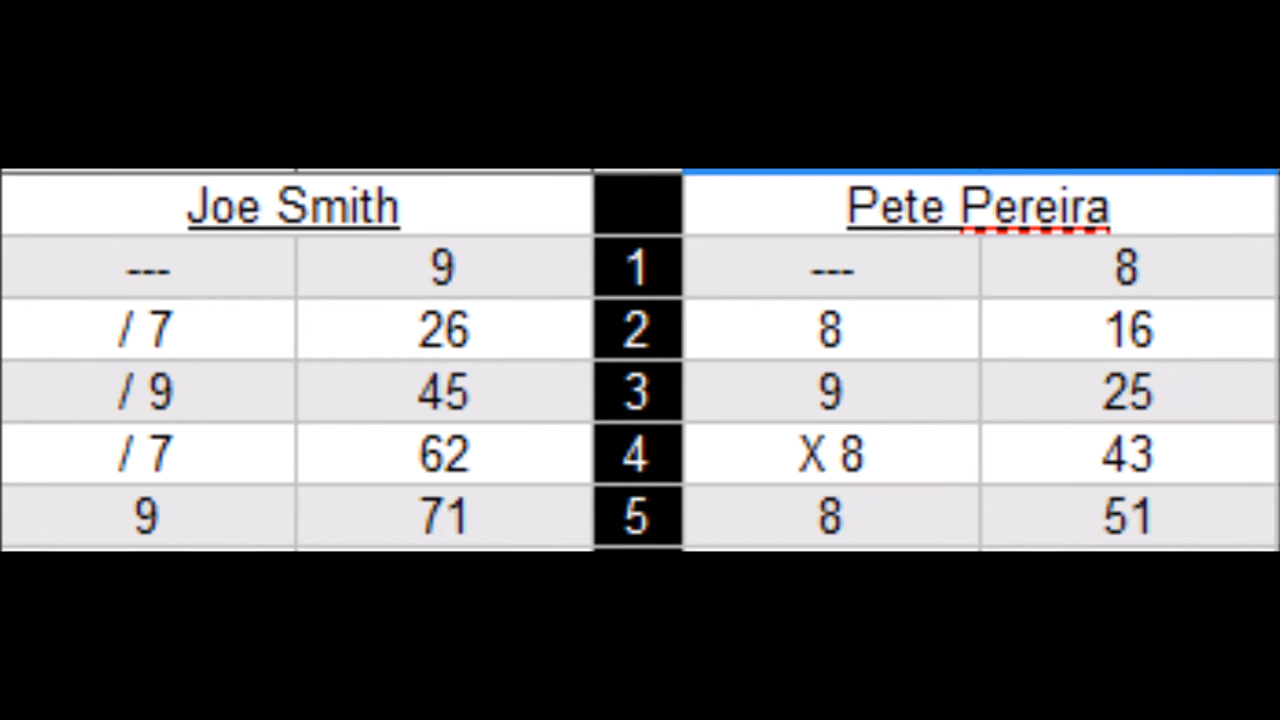 Joe Smith Pete Pereira
--- 9 1 --- 8
/ 7 26 2 8 16
/ 9 45 3 9 25
/ 7 62 4 X 8 43
9 71 5 8 51